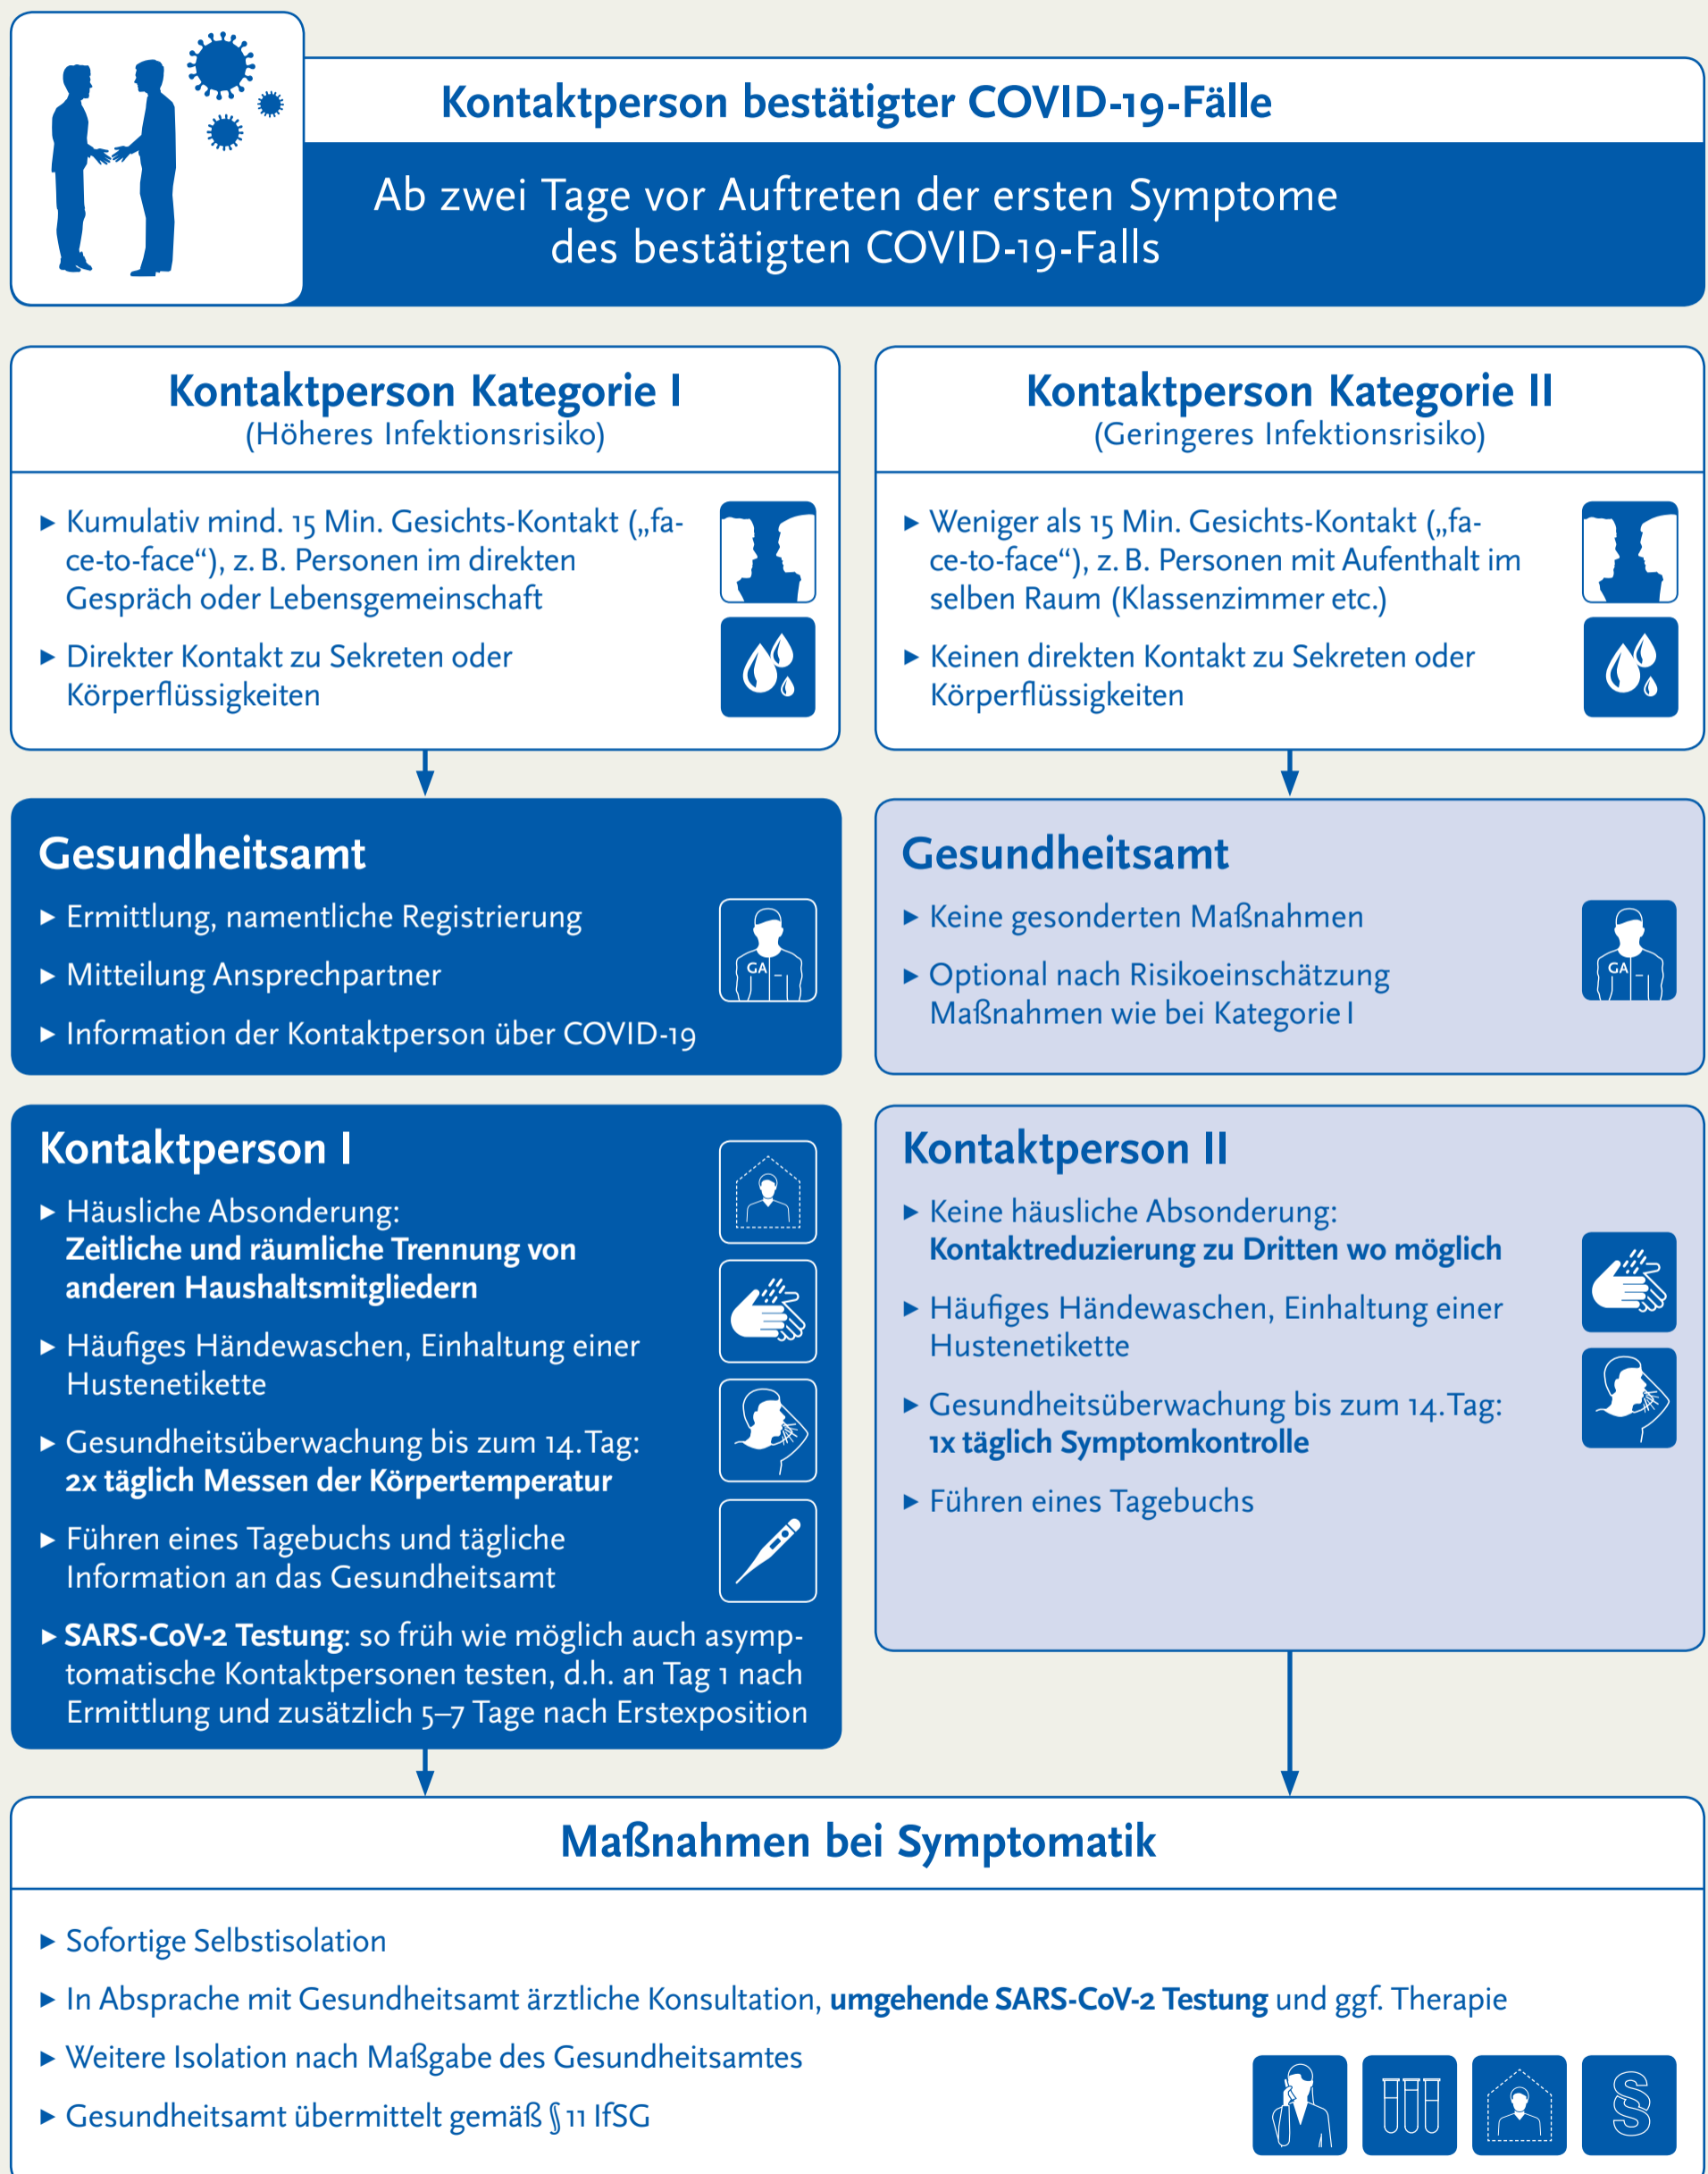 Kontaktperson bestätigter COVID-19-Fälle
Ab zwei Tage vor Auftreten der ersten Symptome
des bestätigten COVID-19-Falls
Kontaktperson Kategorie I
(Höheres Infektionsrisiko)
► Kumulativ mind. 15 Min. Gesichts-Kontakt („fa-
ce-to-face“), z. B. Personen im direkten
Gespräch oder Lebensgemeinschaft
► Direkter Kontakt zu Sekreten oder
Körperflüssigkeiten
Kontaktperson Kategorie II
(Geringeres Infektionsrisiko)
► Weniger als 15 Min. Gesichts-Kontakt („fa-
ce-to-face“), z. B. Personen mit Aufenthalt im
selben Raum (Klassenzimmer etc.)
► Keinen direkten Kontakt zu Sekreten oder
Körperflüssigkeiten
Gesundheitsamt
► Ermittlung, namentliche Registrierung
► Mitteilung Ansprechpartner
► Information der Kontaktperson über COVID-19
GA
Gesundheitsamt
► Keine gesonderten Maßnahmen
► Optional nach Risikoeinschätzung
Maßnahmen wie bei Kategorie I
GA
Kontaktperson I
► Häusliche Absonderung:
Zeitliche und räumliche Trennung von
anderen Haushaltsmitgliedern
► Häufiges Händewaschen, Einhaltung einer
Hustenetikette
► Gesundheitsüberwachung bis zum 14. Tag:
2x täglich Messen der Körpertemperatur
► Führen eines Tagebuchs und tägliche
Information an das Gesundheitsamt
► SARS-CoV-2 Testung: so früh wie möglich auch asymp-
tomatische Kontaktpersonen testen, d.h. an Tag 1 nach
Ermittlung und zusätzlich 5–7 Tage nach Erstexposition
Kontaktperson II
► Keine häusliche Absonderung:
Kontaktreduzierung zu Dritten wo möglich
► Häufiges Händewaschen, Einhaltung einer
Hustenetikette
► Gesundheitsüberwachung bis zum 14. Tag:
1x täglich Symptomkontrolle
► Führen eines Tagebuchs
Maßnahmen bei Symptomatik
► Sofortige Selbstisolation
► In Absprache mit Gesundheitsamt ärztliche Konsultation, umgehende SARS-CoV-2 Testung und ggf. Therapie
► Weitere Isolation nach Maßgabe des Gesundheitsamtes
► Gesundheitsamt übermittelt gemäß § 11 IfSG
§